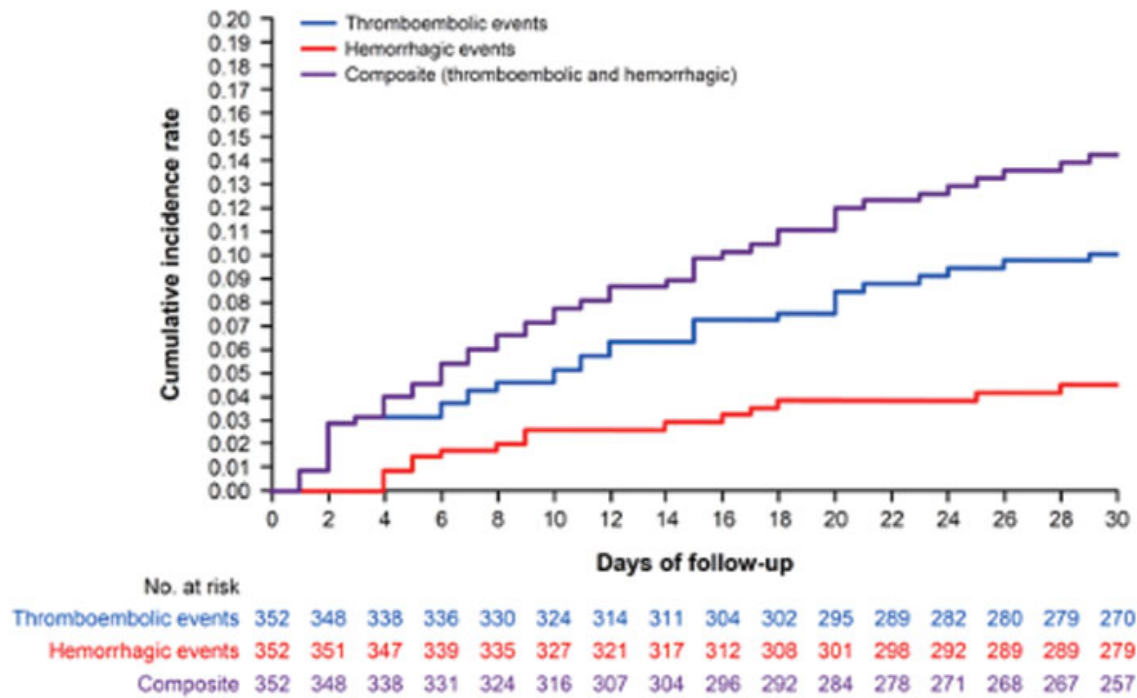 0.20
0.19
0.18
0.17
0.16
0.15
0.14
0.13
0.12
0.11
0.10
0.09
0.08
0.07
0.06
0.05
0.04
0.03
0.02
0.01
0.00
Cumulative incidence rate
Thromboembolic events
Hemorrhagic events
Composite (thromboembolic and hemorrhagic)
0 2 4 6 8 10 12 14 16 18 20 22 24 26 28 30
Days of follow-up
No. at risk
Thromboembolic events 352 348 338 336 330 324 314 311 304 302 295 289 282 280 279 270
Hemorrhagic events 352 351 347 339 335 327 321 317 312 308 301 298 292 289 289 279
Composite 352 348 338 331 324 316 307 304 296 292 284 278 271 268 267 257